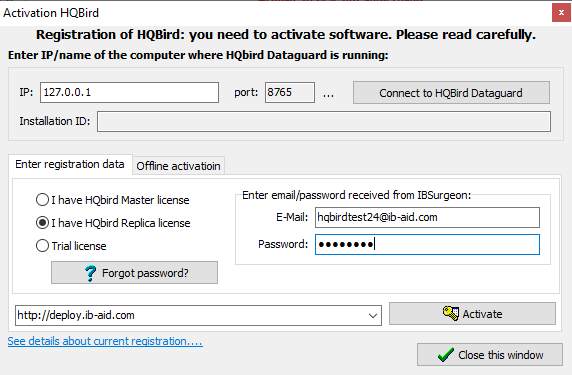 Activation HQBird
Registration of HQBird: you need to activate software. Please read carefully.
Enter IP/name of the computer where HQbird Dataguard is running:
IP: 127.0.0.1 port: 8765 ... Connect to HQBird Dataguard
Installation ID:
Enter registration data Offline activatioin
I have HQbird Master license
I have HQbird Replica license
Trial license
Forgot password?
Enter email/password received from IBSurgeon:
E-Mail: hqbirdtest24@ib-aid.com
Password: ●●●●●●●●
http://deploy.ib-aid.com Activate
See details about current registration....
Close this window